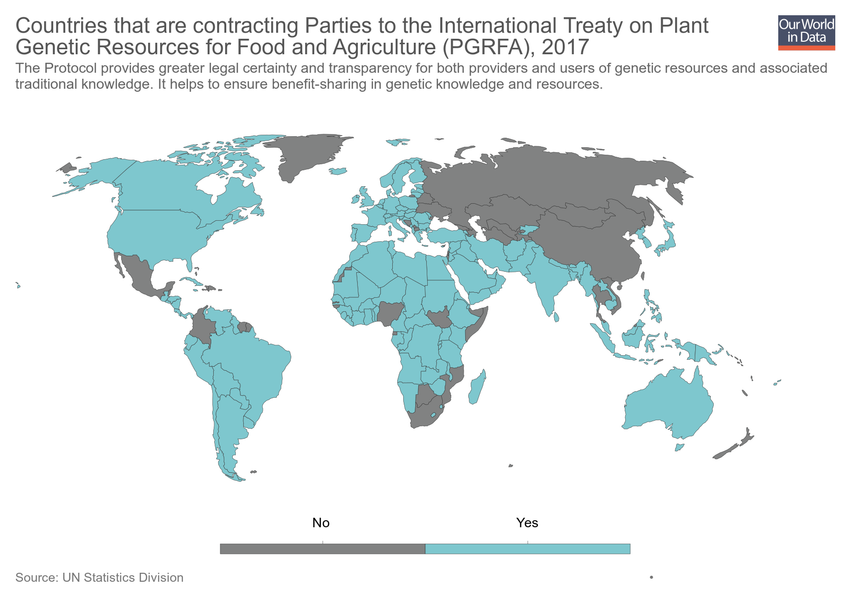 Countries that are contracting Parties to the International Treaty on Plant
Genetic Resources for Food and Agriculture (PGRFA), 2017
Our World
in Data
The Protocol provides greater legal certainty and transparency for both providers and users of genetic resources and associated
traditional knowledge. It helps to ensure benefit-sharing in genetic knowledge and resources.
No
Yes
Source: UN Statistics Division